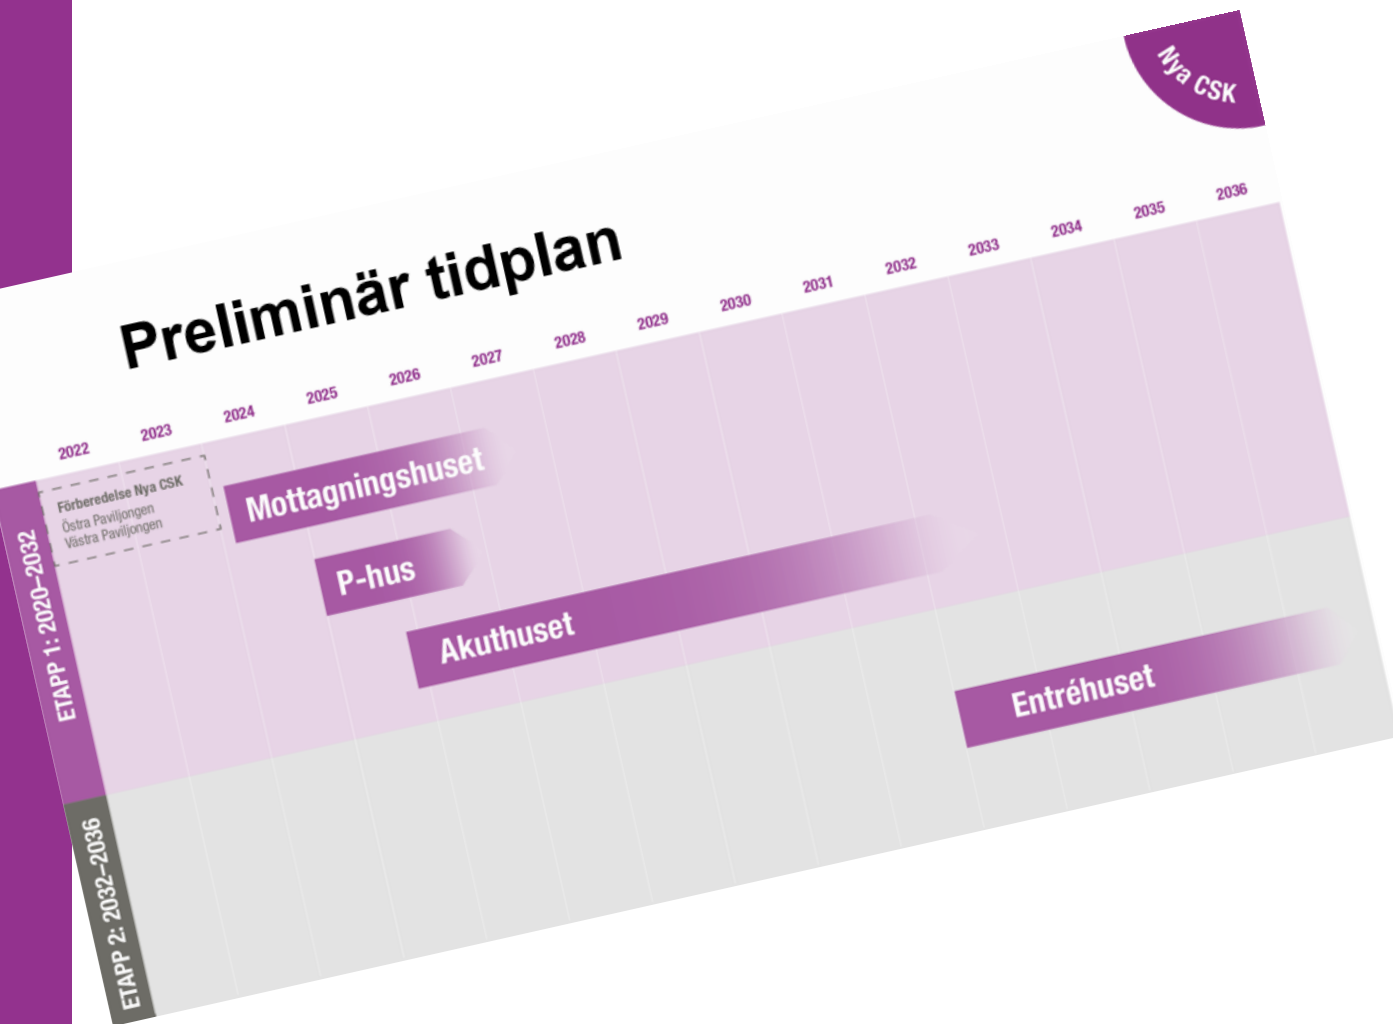 Nya CSK
Preliminär tidplan
2022 2023 2024 2025 2026 2027 2028 2029 2030 2031 2032 2033 2034 2035 2036
ETAPP 1: 2020–2032
Förberedelse Nya CSK
Östra Paviljongen
Västra Paviljongen
Mottagningshuset
P-hus
Akuthuset
ETAPP 2: 2032–2036
Entréhuset